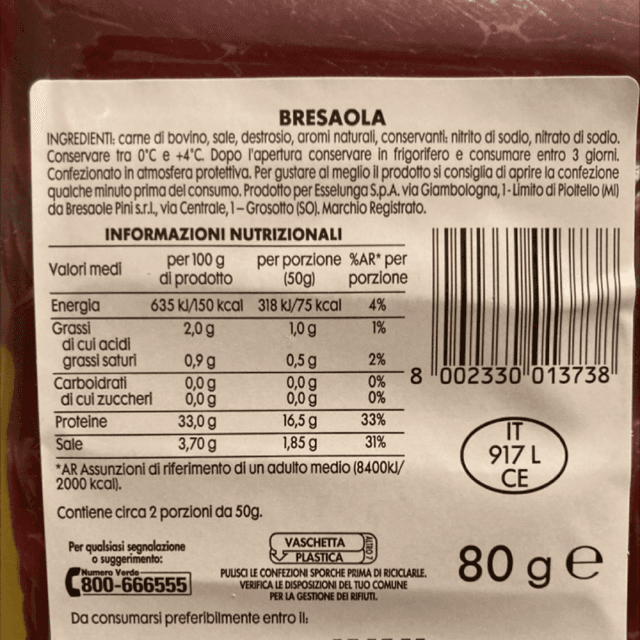 BRESAOLA
INGREDIENTI: carne di bovino, sale, destrosio, aromi naturali, conservanti: nitrito di sodio, nitrato di sodio.
Conservare tra 0°C e +4°C. Dopo l'apertura conservare in frigorifero e consumare entro 3 giorni.
Confezionato in atmosfera protettiva. Per gustare al meglio il prodotto si consiglia di aprire la confezione
qualche minuto prima del consumo. Prodotto per Esselunga S.p.A. via Giambologna, 1 - Limito di Pioltello (MI)
da Bresaole Pini s.r.l., via Centrale, 1 - Grosotto (SO). Marchio Registrato.
INFORMAZIONI NUTRIZIONALI
Valori medi per 100 g di prodotto per porzione (50g) %AR* per porzione
Energia 635 kJ/150 kcal 318 kJ/75 kcal 4%
Grassi 2,0 g 1,0 g 1%
di cui acidi
grassi saturi 0,9 g 0,5 g 2%
Carboidrati 0,0 g 0,0 g 0%
di cui zuccheri 0,0 g 0,0 g 0%
Proteine 33,0 g 16,5 g 33%
Sale 3,70 g 1,85 g 31%
*AR Assunzioni di riferimento di un adulto medio (8400kJ/
2000 kcal).
Contiene circa 2 porzioni da 50g.
8 002330 013738
IT
917 L
CE
Per qualsiasi segnalazione
o suggerimento:
Numero Verde
800-666555
VASCHETTA
PLASTICA
ALTRO 7
PULISCI LE CONFEZIONI SPORCHE PRIMA DI RICICLARLE.
VERIFICA LE DISPOSIZIONI DEL TUO COMUNE
PER LA GESTIONE DEI RIFIUTI.
80 g e
Da consumarsi preferibilmente entro il: